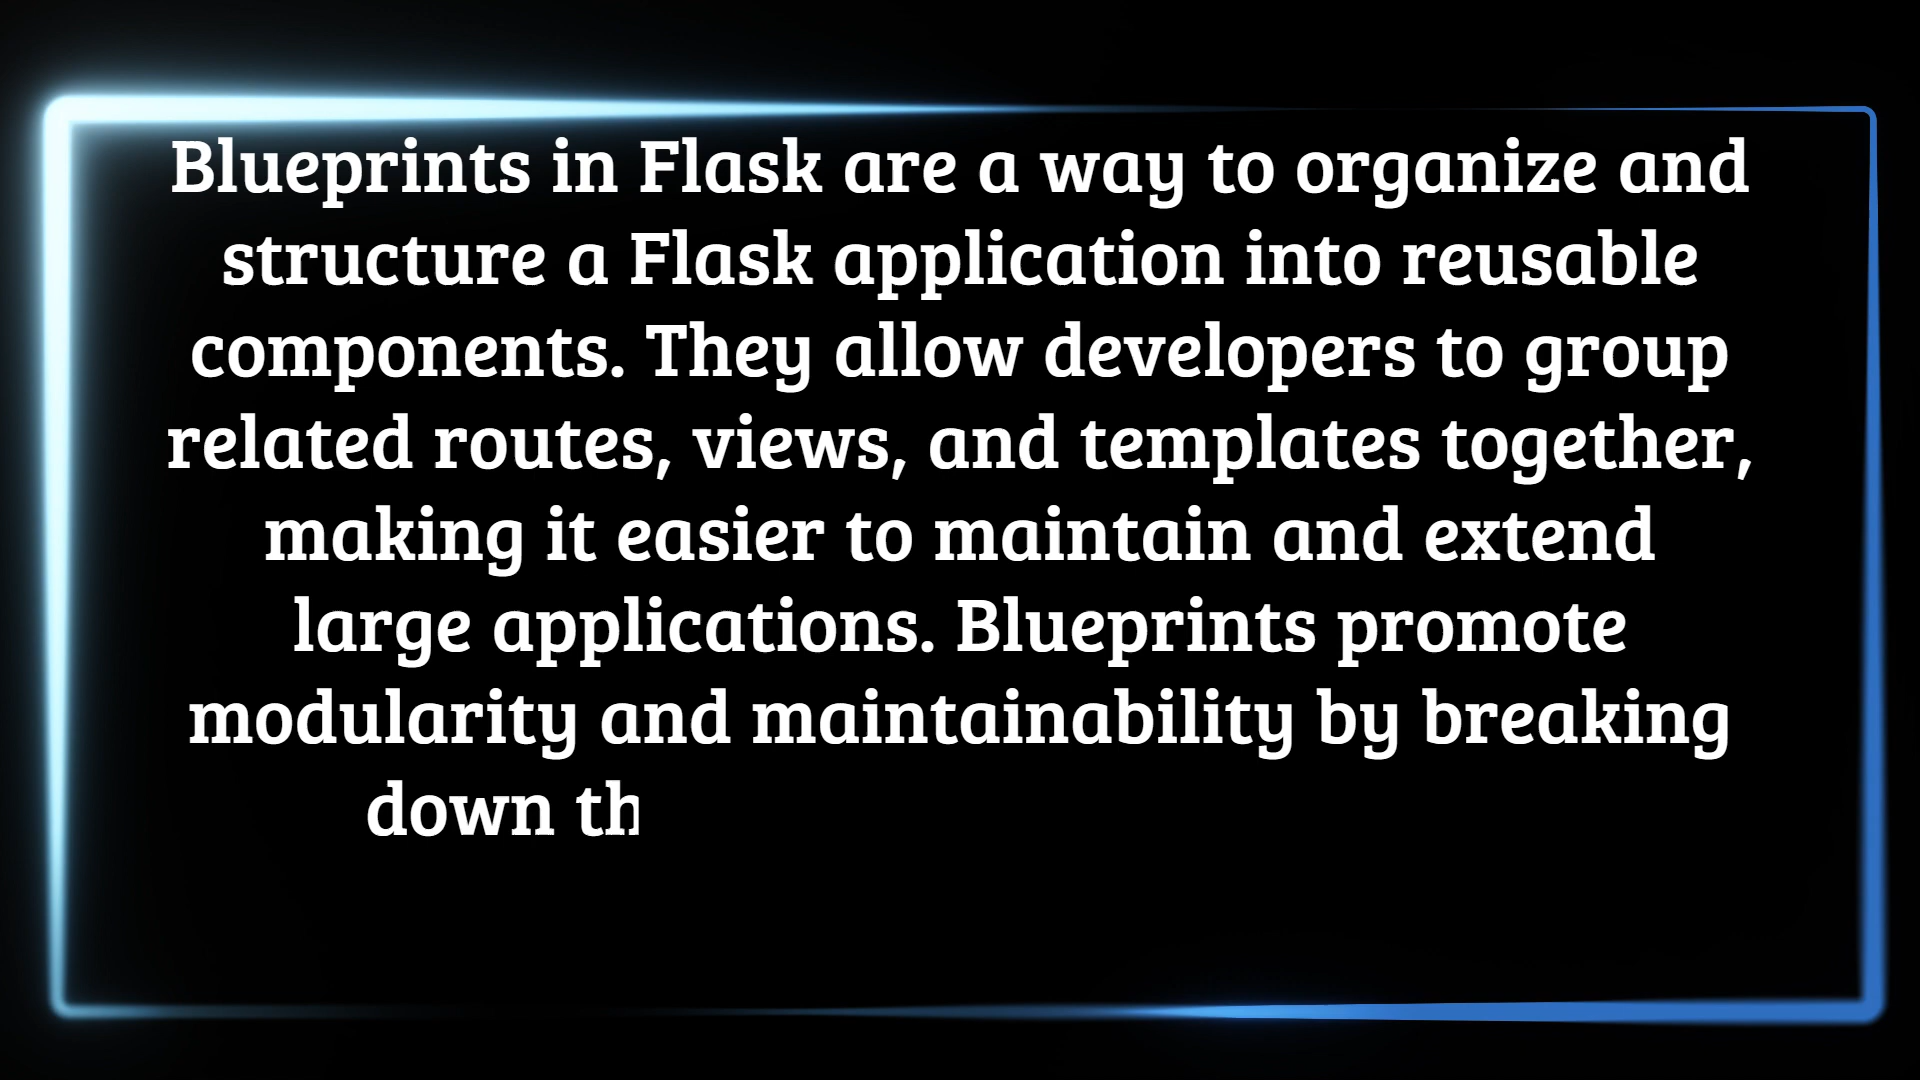 Blueprints in Flask are a way to organize and
structure a Flask application into reusable
components. They allow developers to group
related routes, views, and templates together,
making it easier to maintain and extend
large applications. Blueprints promote
modularity and maintainability by breaking
down th